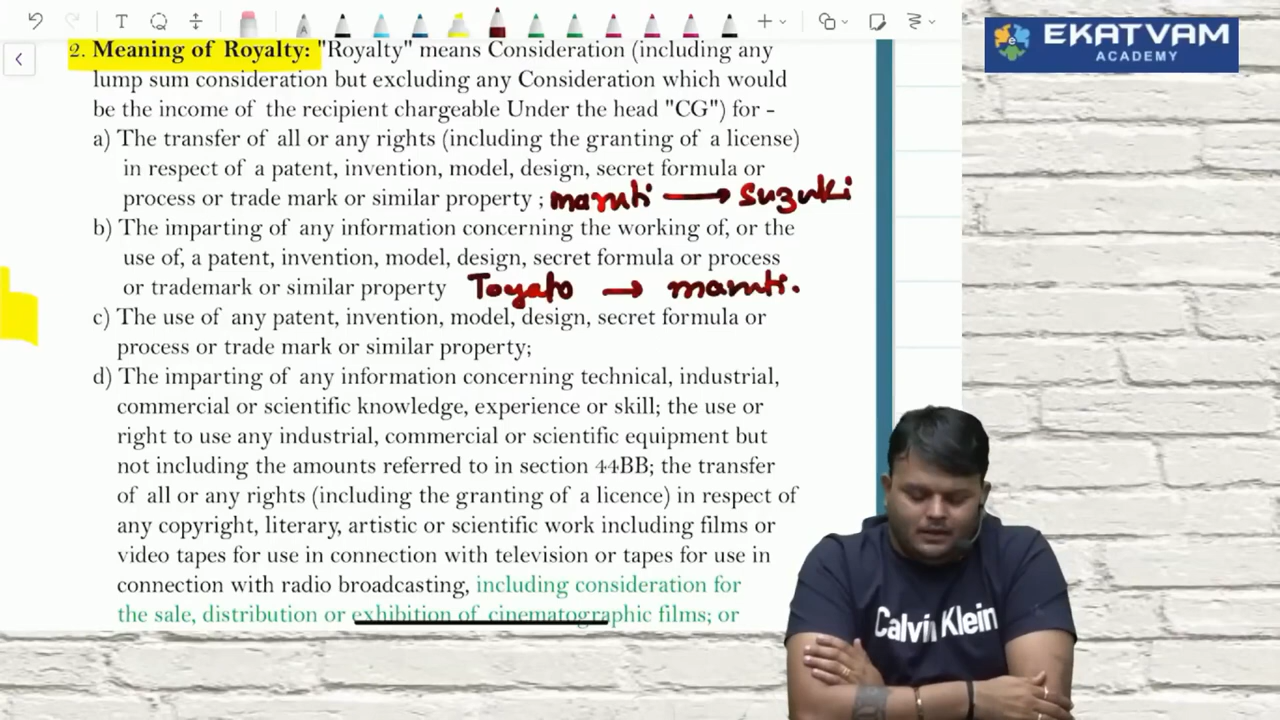 EKATVAM
ACADEMY
2. Meaning of Royalty: "Royalty" means Consideration (including any
lump sum consideration but excluding any Consideration which would
be the income of the recipient chargeable Under the head "CG") for -
a) The transfer of all or any rights (including the granting of a license)
in respect of a patent, invention, model, design, secret formula or
process or trade mark or similar property ; maruti → Suzuki
b) The imparting of any information concerning the working of, or the
use of, a patent, invention, model, design, secret formula or process
or trademark or similar property Toyato → maruti.
c) The use of any patent, invention, model, design, secret formula or
process or trade mark or similar property;
d) The imparting of any information concerning technical, industrial,
commercial or scientific knowledge, experience or skill; the use or
right to use any industrial, commercial or scientific equipment but
not including the amounts referred to in section 44BB; the transfer
of all or any rights (including the granting of a licence) in respect of
any copyright, literary, artistic or scientific work including films or
video tapes for use in connection with television or tapes for use in
connection with radio broadcasting, including consideration for
the sale, distribution or exhibition of cinematographic films; or
Calvin Klein